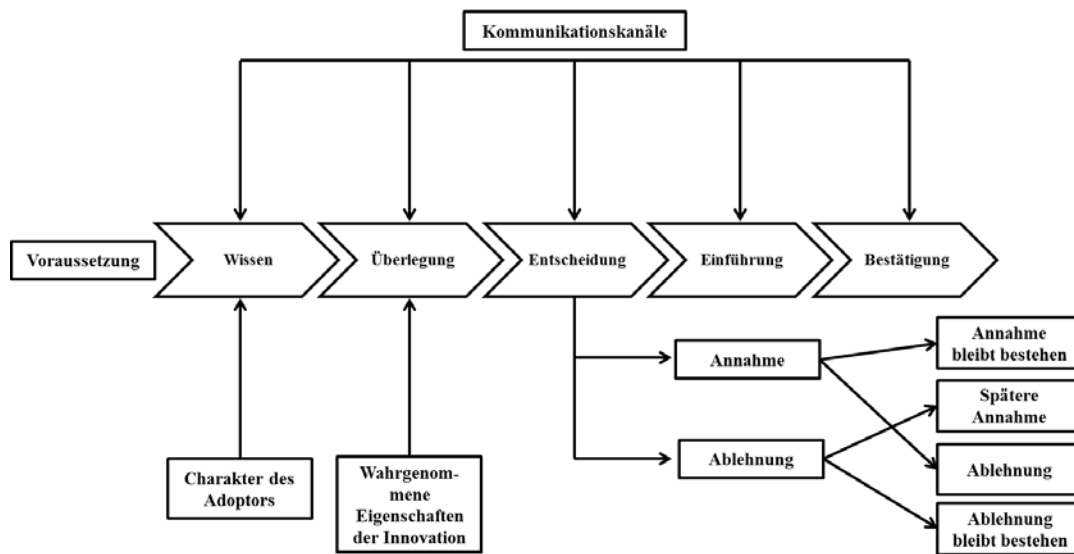 Kommunikationskanäle
Voraussetzung
Wissen
Überlegung
Entscheidung
Einführung
Bestätigung
Annahme
Annahme
bleibt bestehen
Spätere
Annahme
Ablehnung
Ablehnung
Ablehnung
bleibt bestehen
Charakter des
Adoptors
Wahrgenom-
mene
Eigenschaften
der Innovation